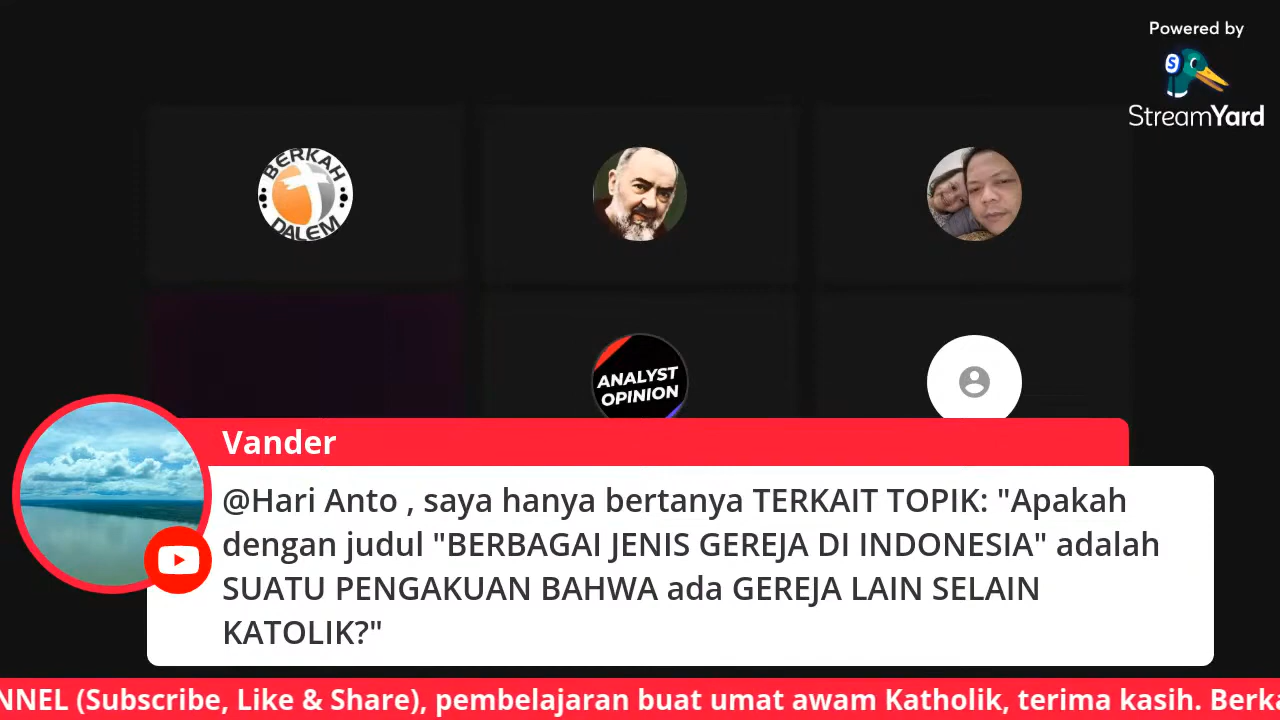 Powered by
StreamYard
BERKAH
DALEM
ANALYST
OPINION
Vander
@Hari Anto , saya hanya bertanya TERKAIT TOPIK: "Apakah
dengan judul "BERBAGAI JENIS GEREJA DI INDONESIA" adalah
SUATU PENGAKUAN BAHWA ada GEREJA LAIN SELAIN
KATOLIK?"
(Subscribe, Like & Share), pembelajaran buat umat awam Katholik, terima kasih.